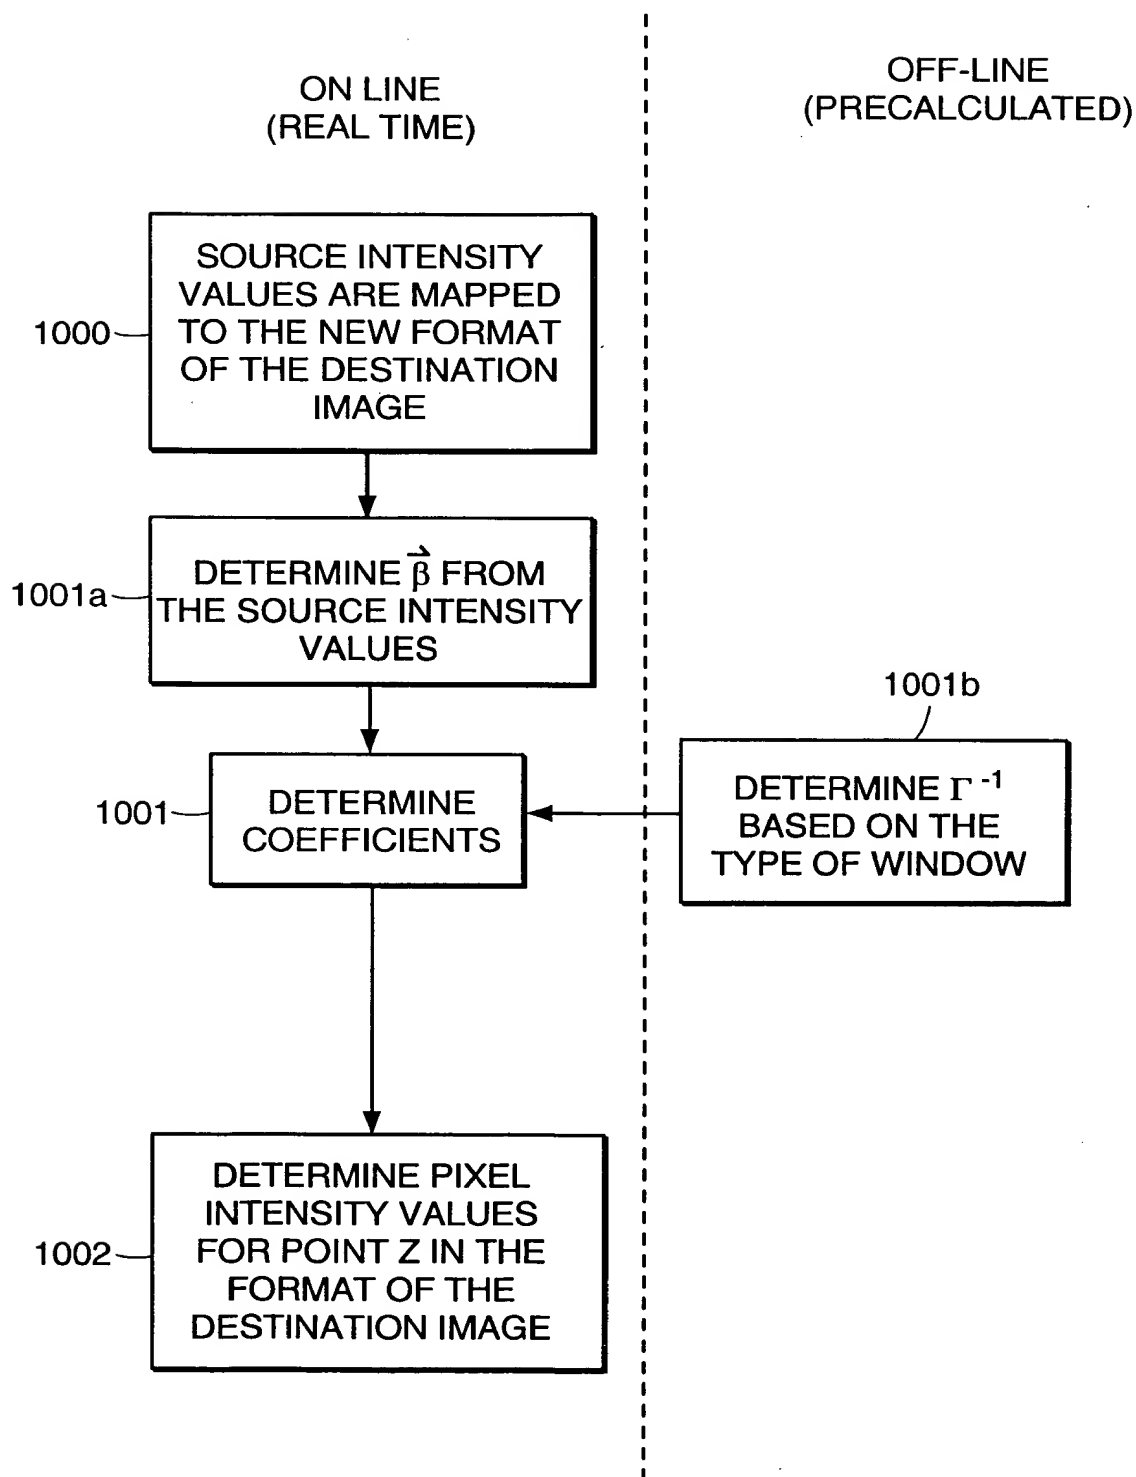 ON LINE
(REAL TIME)
OFF-LINE
(PRECALCULATED)
1000
SOURCE INTENSITY
VALUES ARE MAPPED
TO THE NEW FORMAT
OF THE DESTINATION
IMAGE
1001a
DETERMINE β⃗ FROM
THE SOURCE INTENSITY
VALUES
1001
DETERMINE
COEFFICIENTS
1001b
DETERMINE Γ⁻¹
BASED ON THE
TYPE OF WINDOW
1002
DETERMINE PIXEL
INTENSITY VALUES
FOR POINT Z IN THE
FORMAT OF THE
DESTINATION IMAGE